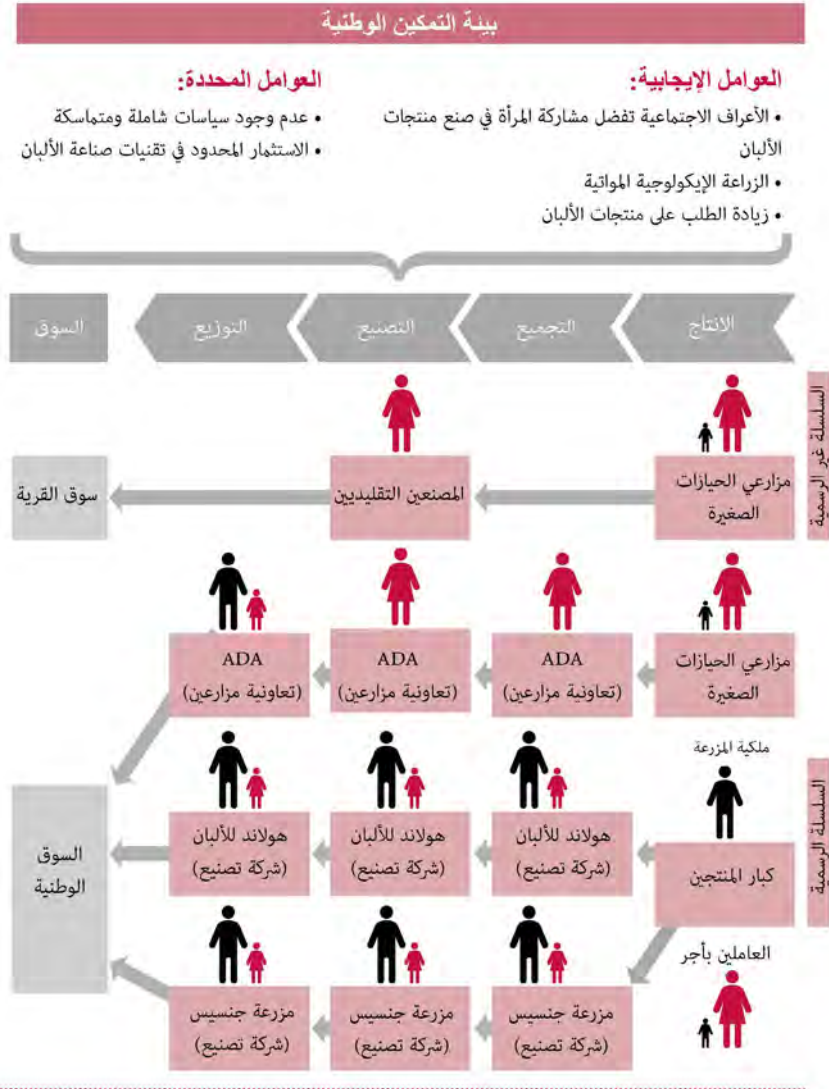 بيئة التمكين الوطنية
العوامل الإيجابية:
• الأعراف الاجتماعية تفضل مشاركة المرأة في صنع منتجات
الألبان
• الزراعة الإيكولوجية المواتية
• زيادة الطلب على منتجات الألبان
العوامل المحددة:
• عدم وجود سياسات شاملة ومتماسكة
• الاستثمار المحدود في تقنيات صناعة الألبان
الانتاج
التجميع
التصنيع
التوزيع
السوق
السلسلة غير الرسمية
مزارعي الحيازات
الصغيرة
المصنعين التقليديين
سوق القرية
مزارعي الحيازات
الصغيرة
ADA
(تعاونية مزارعين)
ADA
(تعاونية مزارعين)
ADA
(تعاونية مزارعين)
السلسلة الرسمية
ملكية المزرعة
كبار المنتجين
هولاند للألبان
(شركة تصنيع)
هولاند للألبان
(شركة تصنيع)
هولاند للألبان
(شركة تصنيع)
السوق
الوطنية
العاملين بأجر
مزرعة جنسيس
(شركة تصنيع)
مزرعة جنسيس
(شركة تصنيع)
مزرعة جنسيس
(شركة تصنيع)